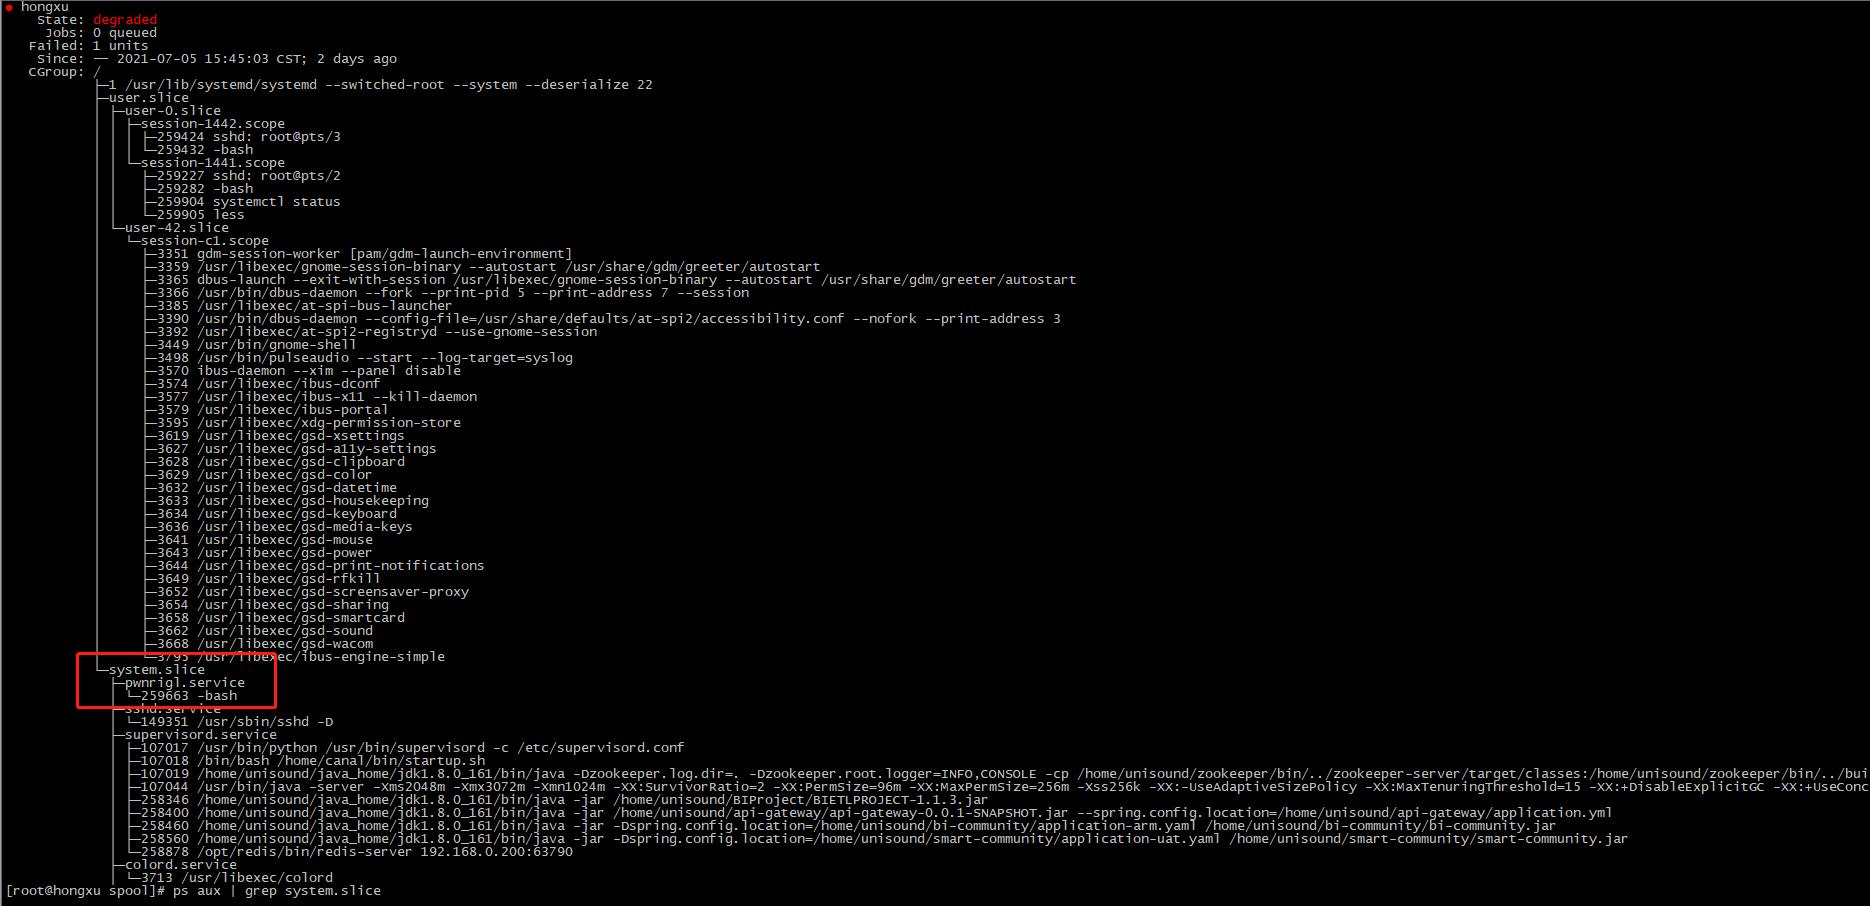 ● hongxu
State: degraded
Jobs: 0 queued
Failed: 1 units
Since: 一 2021-07-05 15:45:03 CST; 2 days ago
CGroup: /
├─1 /usr/lib/systemd/systemd --switched-root --system --deserialize 22
├─user.slice
│ ├─user-0.slice
│ │ ├─session-1442.scope
│ │ │ ├─259424 sshd: root@pts/3
│ │ │ └─259432 -bash
│ │ └─session-1441.scope
│ │   ├─259227 sshd: root@pts/2
│ │   ├─259282 -bash
│ │   ├─259904 systemctl status
│ │   └─259905 less
│ └─user-42.slice
│   └─session-c1.scope
│     ├─3351 gdm-session-worker [pam/gdm-launch-environment]
│     ├─3359 /usr/libexec/gnome-session-binary --autostart /usr/share/gdm/greeter/autostart
│     ├─3365 dbus-launch --exit-with-session /usr/libexec/gnome-session-binary --autostart /usr/share/gdm/greeter/autostart
│     ├─3366 /usr/bin/dbus-daemon --fork --print-pid 5 --print-address 7 --session
│     ├─3385 /usr/libexec/at-spi-bus-launcher
│     ├─3390 /usr/bin/dbus-daemon --config-file=/usr/share/defaults/at-spi2/accessibility.conf --nofork --print-address 3
│     ├─3392 /usr/libexec/at-spi2-registryd --use-gnome-session
│     ├─3449 /usr/bin/gnome-shell
│     ├─3498 /usr/bin/pulseaudio --start --log-target=syslog
│     ├─3570 ibus-daemon --xim --panel disable
│     ├─3574 /usr/libexec/ibus-dconf
│     ├─3577 /usr/libexec/ibus-x11 --kill-daemon
│     ├─3579 /usr/libexec/ibus-portal
│     ├─3595 /usr/libexec/xdg-permission-store
│     ├─3619 /usr/libexec/gsd-xsettings
│     ├─3627 /usr/libexec/gsd-a11y-settings
│     ├─3628 /usr/libexec/gsd-clipboard
│     ├─3629 /usr/libexec/gsd-color
│     ├─3632 /usr/libexec/gsd-datetime
│     ├─3633 /usr/libexec/gsd-housekeeping
│     ├─3634 /usr/libexec/gsd-keyboard
│     ├─3636 /usr/libexec/gsd-media-keys
│     ├─3641 /usr/libexec/gsd-mouse
│     ├─3643 /usr/libexec/gsd-power
│     ├─3644 /usr/libexec/gsd-print-notifications
│     ├─3649 /usr/libexec/gsd-rfkill
│     ├─3652 /usr/libexec/gsd-screensaver-proxy
│     ├─3654 /usr/libexec/gsd-sharing
│     ├─3658 /usr/libexec/gsd-smartcard
│     ├─3662 /usr/libexec/gsd-sound
│     ├─3668 /usr/libexec/gsd-wacom
│     └─3795 /usr/libexec/ibus-engine-simple
└─system.slice
  ├─pwnrigl.service
  │ └─259663 -bash
  ├─sshd.service
  │ └─149351 /usr/sbin/sshd -D
  ├─supervisord.service
  │ ├─107017 /usr/bin/python /usr/bin/supervisord -c /etc/supervisord.conf
  │ ├─107018 /bin/bash /home/canal/bin/startup.sh
  │ ├─107019 /home/unisound/java_home/jdk1.8.0_161/bin/java -Dzookeeper.log.dir=. -Dzookeeper.root.logger=INFO,CONSOLE -cp /home/unisound/zookeeper/bin/../zookeeper-server/target/classes:/home/unisound/zookeeper/bin/../bui
  │ ├─107044 /usr/bin/java -server -Xms2048m -Xmx3072m -Xmn1024m -XX:SurvivorRatio=2 -XX:PermSize=96m -XX:MaxPermSize=256m -Xss256k -XX:-UseAdaptiveSizePolicy -XX:MaxTenuringThreshold=15 -XX:+DisableExplicitGC -XX:+UseConc
  │ ├─258346 /home/unisound/java_home/jdk1.8.0_161/bin/java -jar /home/unisound/BIProject/BIETLPROJECT-1.1.3.jar
  │ ├─258400 /home/unisound/java_home/jdk1.8.0_161/bin/java -jar /home/unisound/api-gateway/api-gateway-0.0.1-SNAPSHOT.jar --spring.config.location=/home/unisound/api-gateway/application.yml
  │ ├─258460 /home/unisound/java_home/jdk1.8.0_161/bin/java -jar -Dspring.config.location=/home/unisound/bi-community/application-arm.yaml /home/unisound/bi-community/bi-community.jar
  │ ├─258560 /home/unisound/java_home/jdk1.8.0_161/bin/java -jar -Dspring.config.location=/home/unisound/smart-community/application-uat.yaml /home/unisound/smart-community/smart-community.jar
  │ └─258878 /opt/redis/bin/redis-server 192.168.0.200:63790
  ├─colord.service
  │ └─3713 /usr/libexec/colord
[root@hongxu spool]# ps aux | grep system.slice